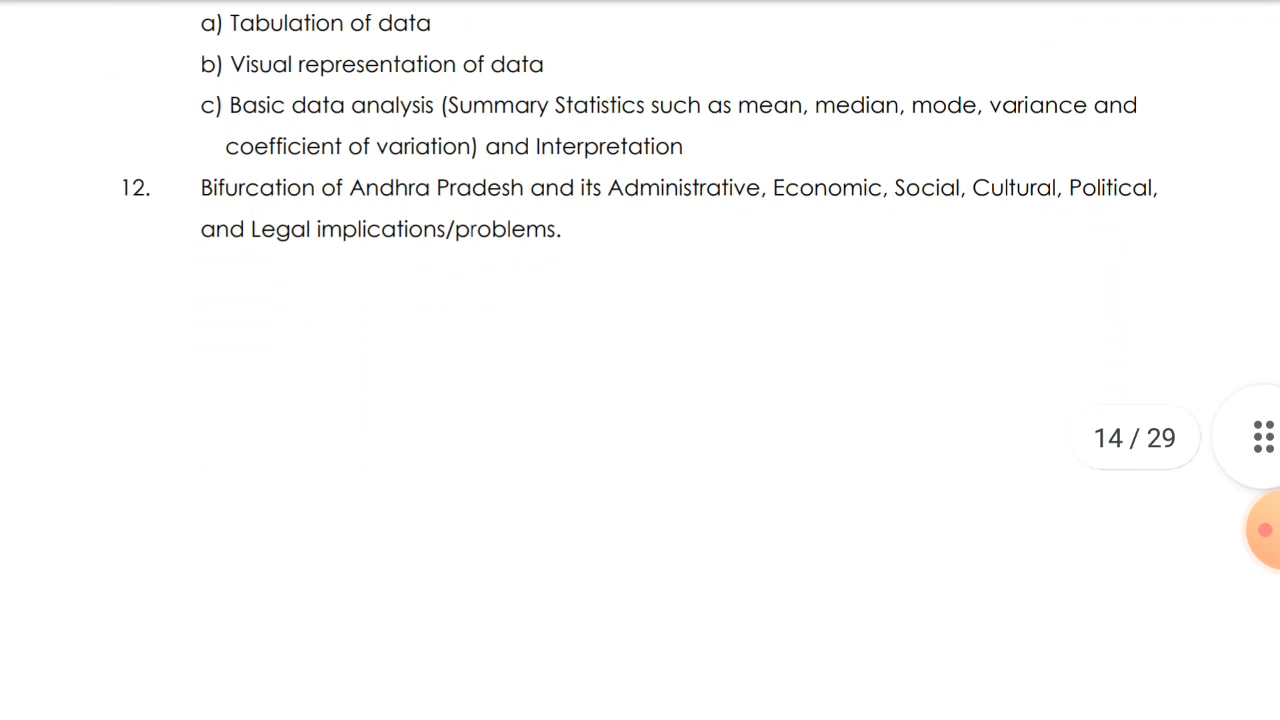 a) Tabulation of data
b) Visual representation of data
c) Basic data analysis (Summary Statistics such as mean, median, mode, variance and
coefficient of variation) and Interpretation
12. Bifurcation of Andhra Pradesh and its Administrative, Economic, Social, Cultural, Political,
and Legal implications/problems.
14 / 29